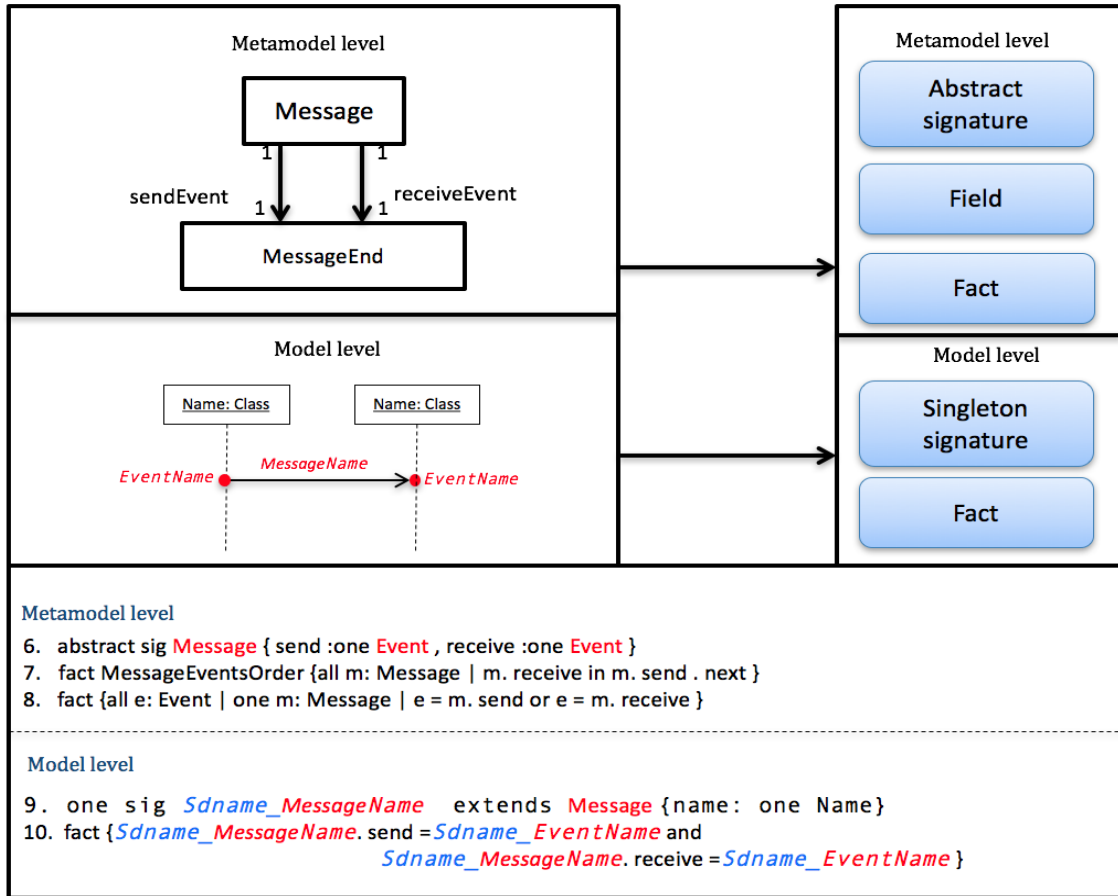 Metamodel level
Message
1
1
sendEvent
receiveEvent
1
1
MessageEnd
Model level
Name: Class
Name: Class
EventName
MessageName
EventName
Metamodel level
Abstract
signature
Field
Fact
Model level
Singleton
signature
Fact
Metamodel level
6. abstract sig Message { send :one Event , receive :one Event }
7. fact MessageEventsOrder {all m: Message | m. receive in m. send . next }
8. fact {all e: Event | one m: Message | e = m. send or e = m. receive }
Model level
9. one sig Sdname_MessageName extends Message {name: one Name}
10. fact {Sdname_MessageName. send =Sdname_EventName and
Sdname_MessageName. receive =Sdname_EventName }